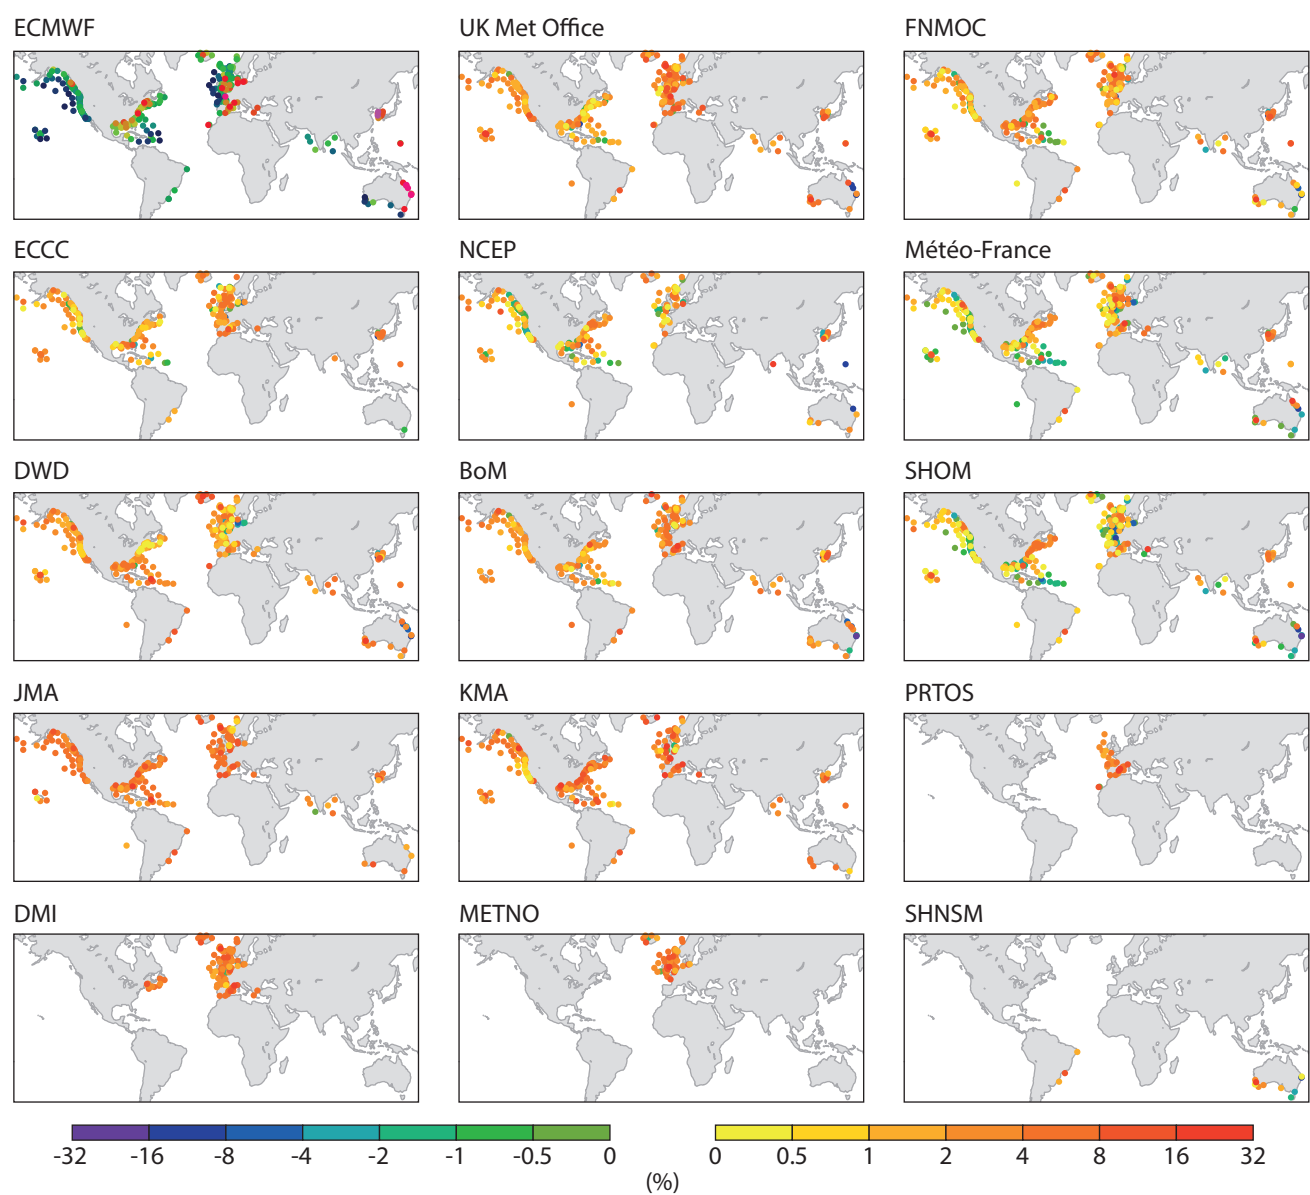 ECMWF UK Met Office FNMOC
ECCC NCEP Météo-France
DWD BoM SHOM
JMA KMA PRTOS
DMI METNO SHNSM
-32 -16 -8 -4 -2 -1 -0.5 0 0 0.5 1 2 4 8 16 32
(%)